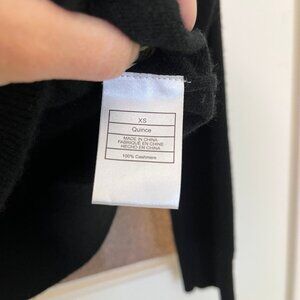 XS
Quince
MADE IN CHINA
FABRIQUÉ EN CHINE
HECHO EN CHINA
100% Cashmere